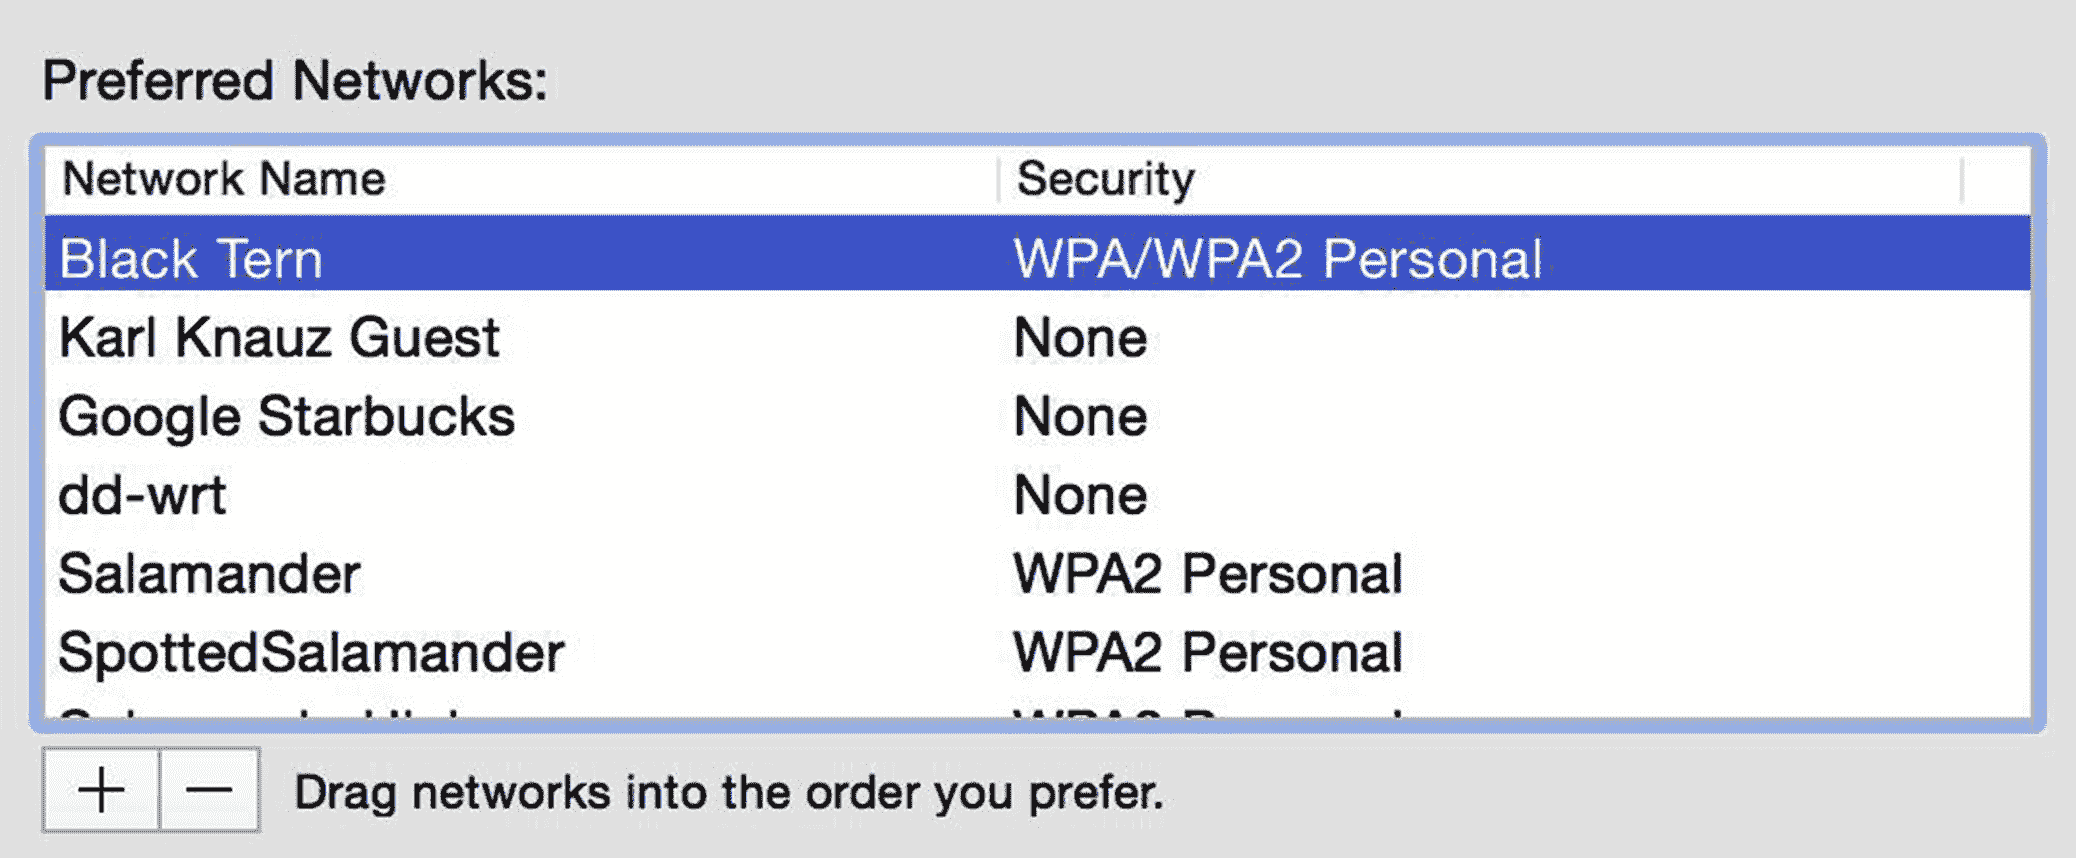 Preferred Networks:
Network Name Security
Black Tern WPA/WPA2 Personal
Karl Knauz Guest None
Google Starbucks None
dd-wrt None
Salamander WPA2 Personal
SpottedSalamander WPA2 Personal
+ − Drag networks into the order you prefer.